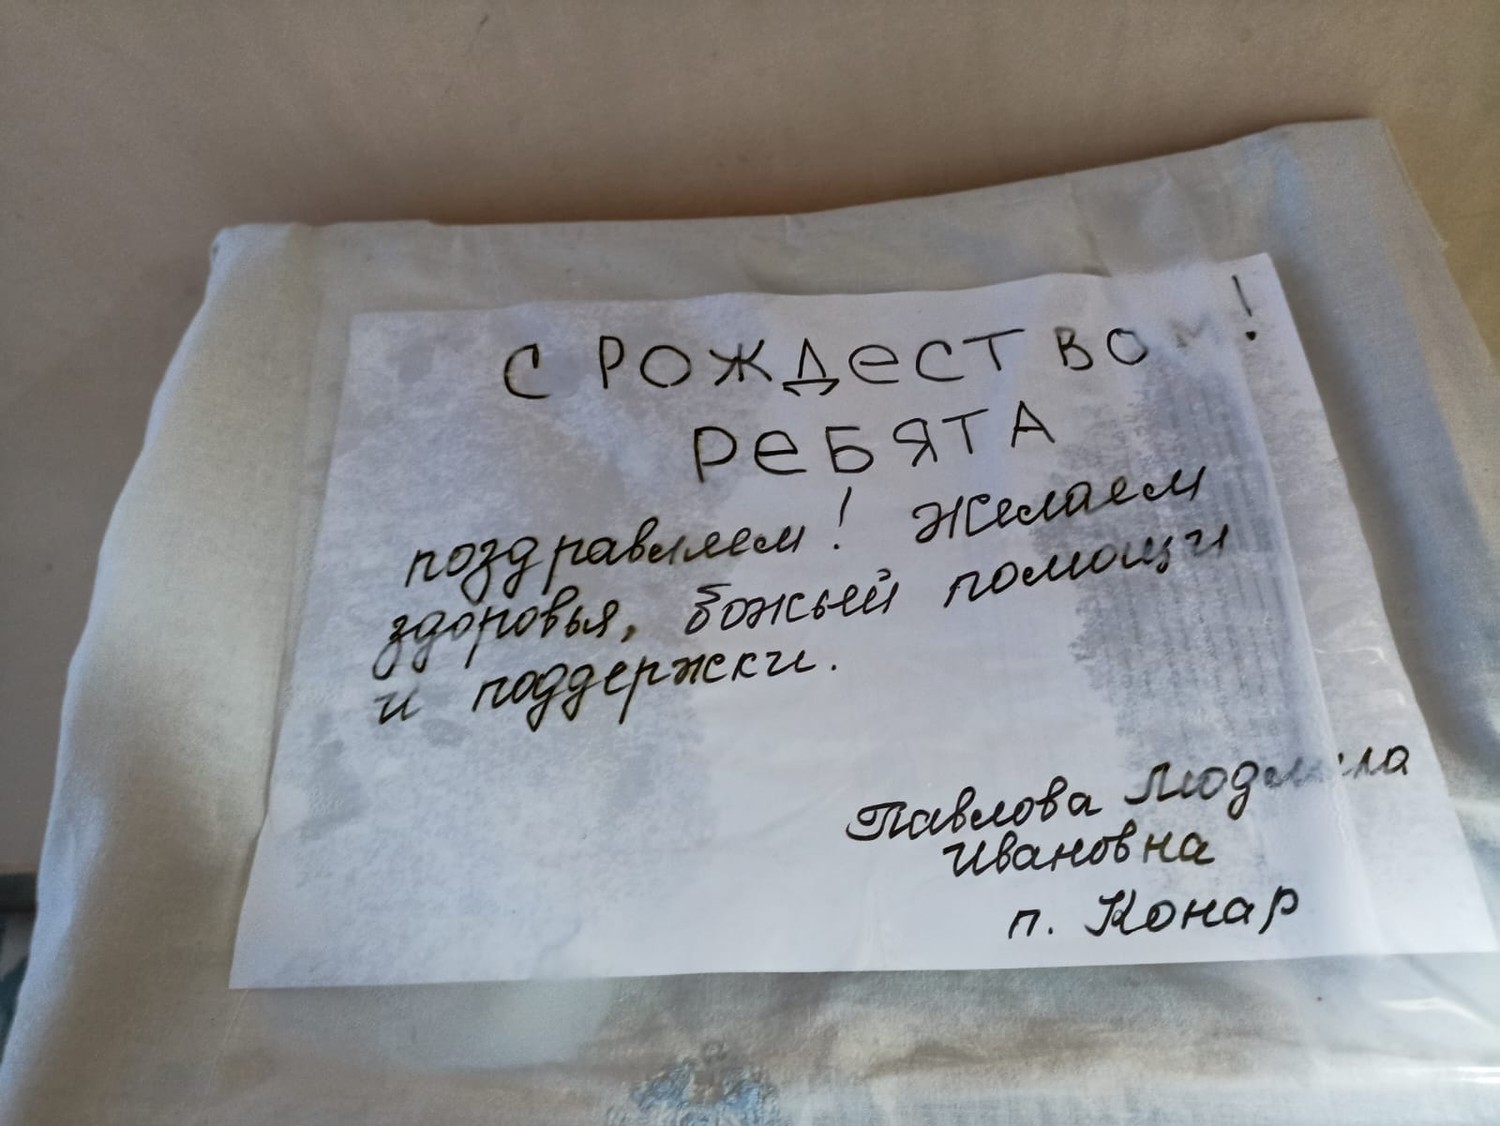 С РОЖДЕСТВОМ!
РЕБЯТА
поздравляем! Желаем
здоровья, божьей помощи
и поддержки.
Павлова Людмила
Ивановна
п. Конар